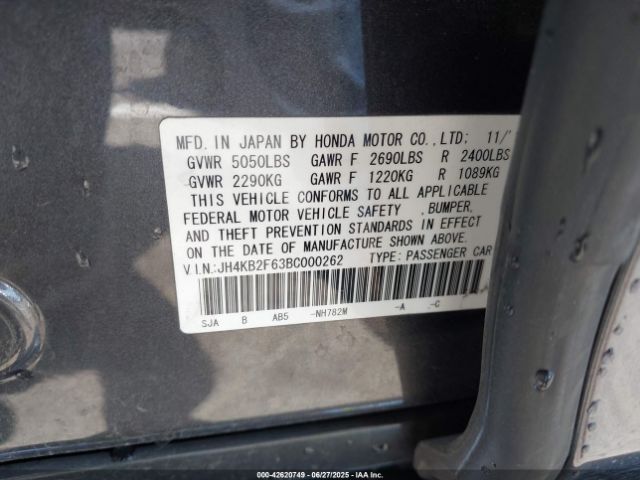 MFD. IN JAPAN BY HONDA MOTOR CO.,LTD; 11/
GVWR 5050LBS GAWR F 2690LBS R 2400LBS
GVWR 2290KG GAWR F 1220KG R 1089KG
THIS VEHICLE CONFORMS TO ALL APPLICABLE
FEDERAL MOTOR VEHICLE SAFETY ,BUMPER,
AND THEFT PREVENTION STANDARDS IN EFFECT
ON THE DATE OF MANUFACTURE SHOWN ABOVE.
V.I.N.:JH4KB2F63BC000262 TYPE: PASSENGER CAR
SJA B AB5 -NH782M -A -C
000-42620749 - 06/27/2025 - IAAI.COM